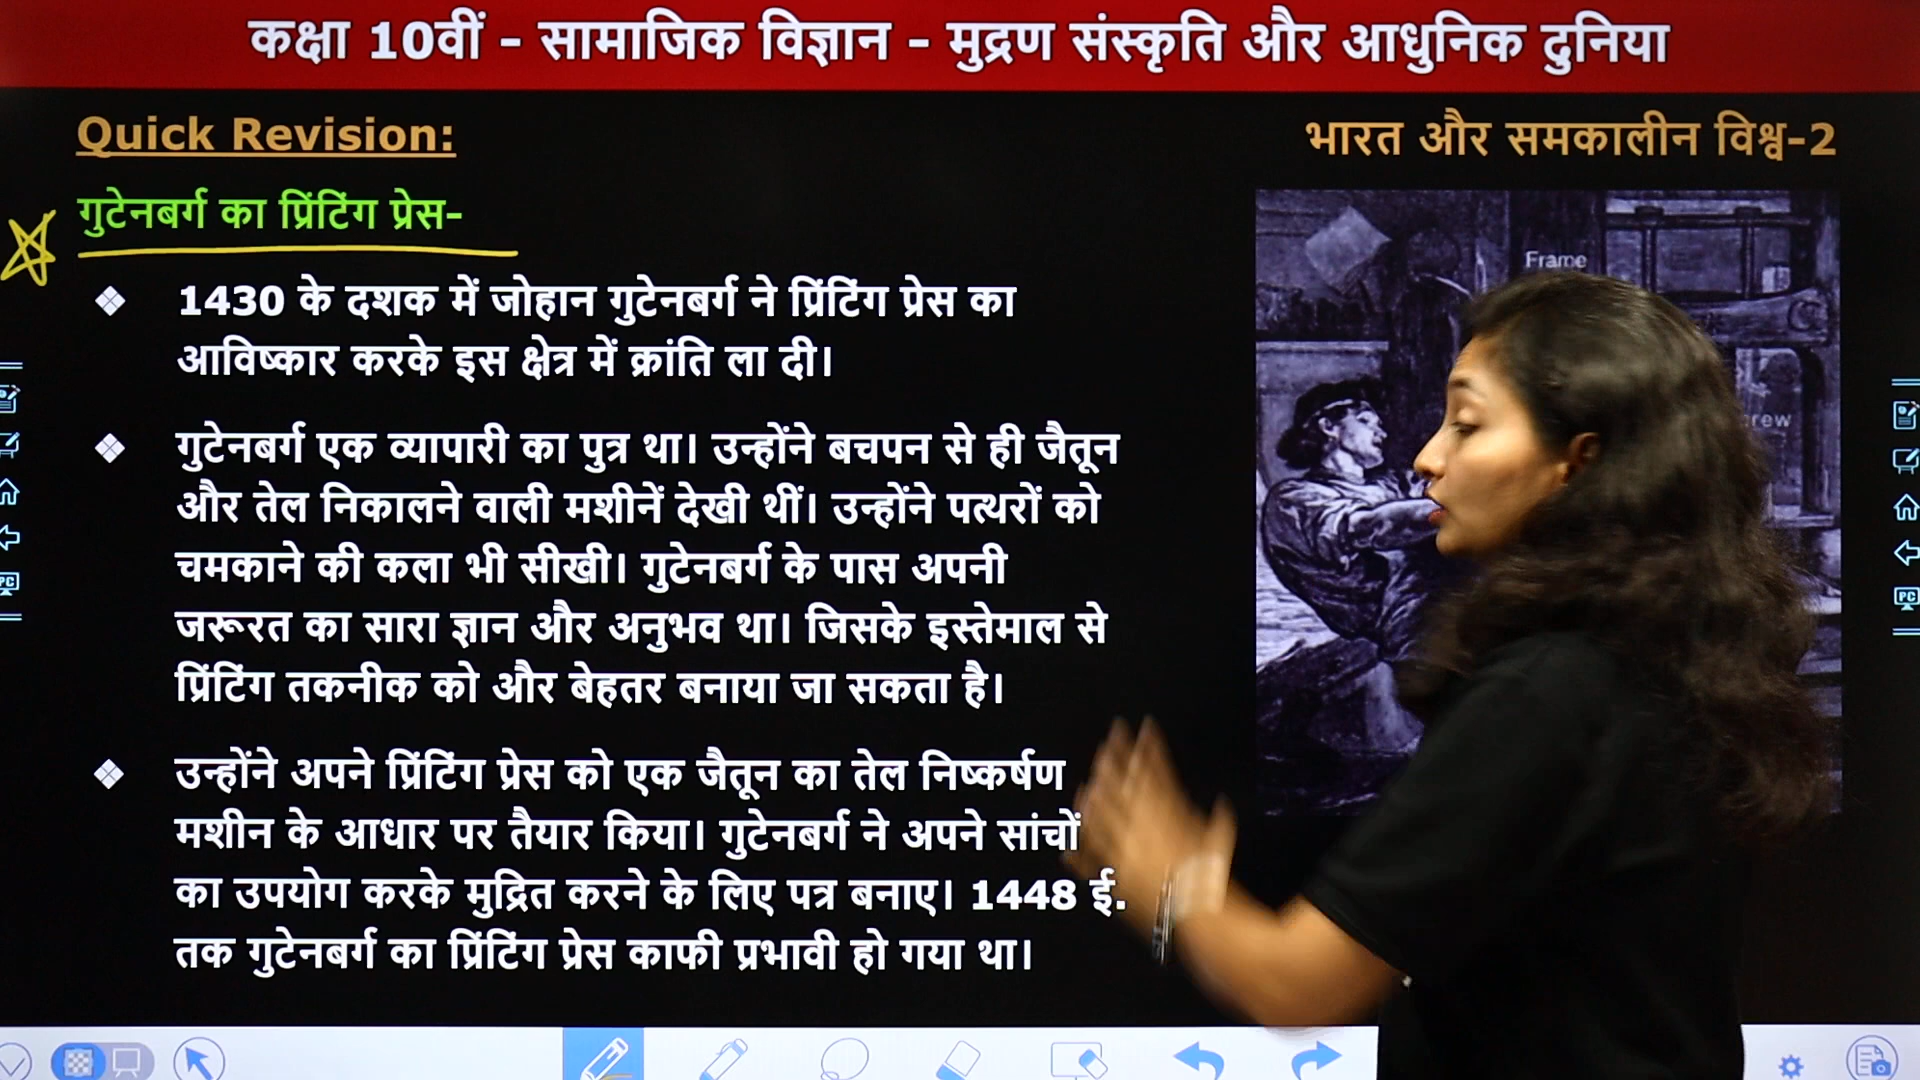 कक्षा 10वीं - सामाजिक विज्ञान - मुद्रण संस्कृति और आधुनिक दुनिया
Quick Revision:
भारत और समकालीन विश्व-2
गुटेनबर्ग का प्रिंटिंग प्रेस-
1430 के दशक में जोहान गुटेनबर्ग ने प्रिंटिंग प्रेस का
आविष्कार करके इस क्षेत्र में क्रांति ला दी।
गुटेनबर्ग एक व्यापारी का पुत्र था। उन्होंने बचपन से ही जैतून
और तेल निकालने वाली मशीनें देखी थीं। उन्होंने पत्थरों को
चमकाने की कला भी सीखी। गुटेनबर्ग के पास अपनी
जरूरत का सारा ज्ञान और अनुभव था। जिसके इस्तेमाल से
प्रिंटिंग तकनीक को और बेहतर बनाया जा सकता है।
उन्होंने अपने प्रिंटिंग प्रेस को एक जैतून का तेल निष्कर्षण
मशीन के आधार पर तैयार किया। गुटेनबर्ग ने अपने सांचों
का उपयोग करके मुद्रित करने के लिए पत्र बनाए। 1448 ई.
तक गुटेनबर्ग का प्रिंटिंग प्रेस काफी प्रभावी हो गया था।
Frame
PC
PC